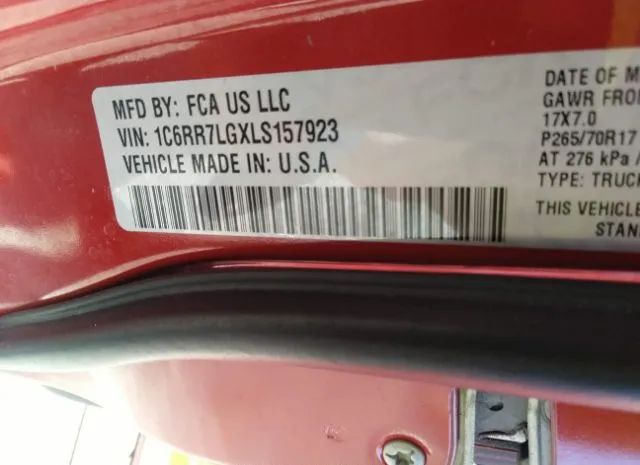 MFD BY: FCA US LLC
VIN: 1C6RR7LGXLS157923
VEHICLE MADE IN: U.S.A.
DATE OF M
GAWR FRON
17X7.0
P265/70R17
AT 276 kPa /
TYPE: TRUCK
THIS VEHICLE
STAN